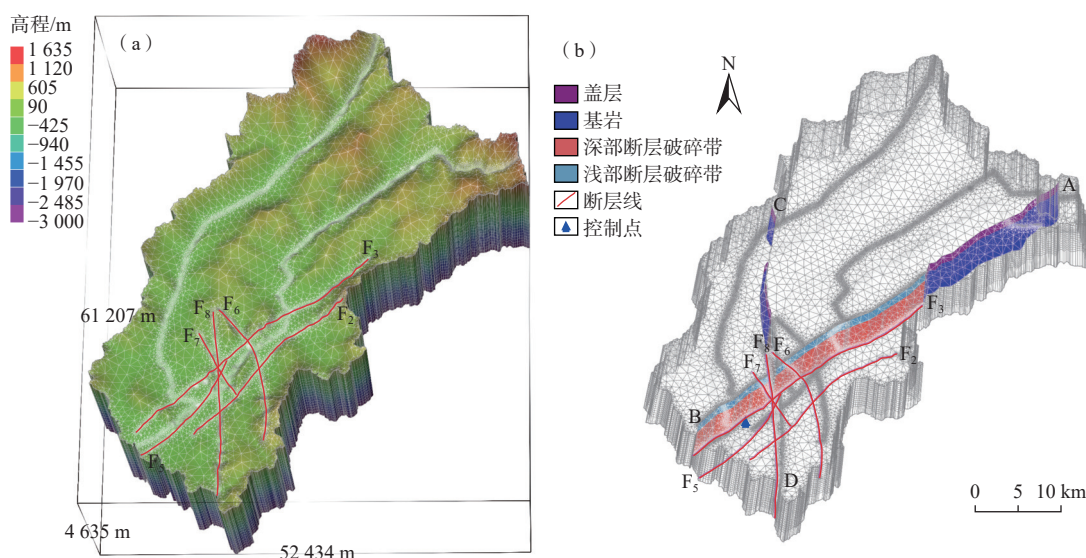 高程/m
1 635
1 120
605
90
−425
−940
−1 455
−1 970
−2 485
−3 000
(a)
F3
F2
F8
F6
F7
F5
61 207 m
4 635 m
52 434 m
(b)
N
盖层
基岩
深部断层破碎带
浅部断层破碎带
断层线
控制点
A
C
F3
F8
F6
F7
F2
B
F5
D
0 5 10 km